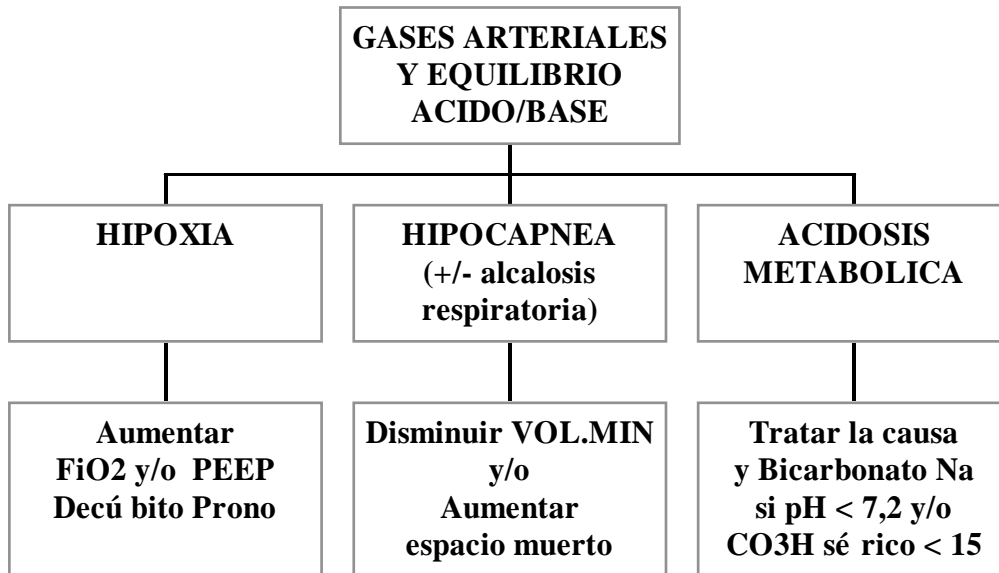 GASES ARTERIALES
Y EQUILIBRIO
ACIDO/BASE
HIPOXIA
HIPOCAPNEA
(+/- alcalosis
respiratoria)
ACIDOSIS
METABOLICA
Aumentar
FiO2 y/o PEEP
Decú bito Prono
Disminuir VOL.MIN
y/o
Aumentar
espacio muerto
Tratar la causa
y Bicarbonato Na
si pH < 7,2 y/o
CO3H sé rico < 15